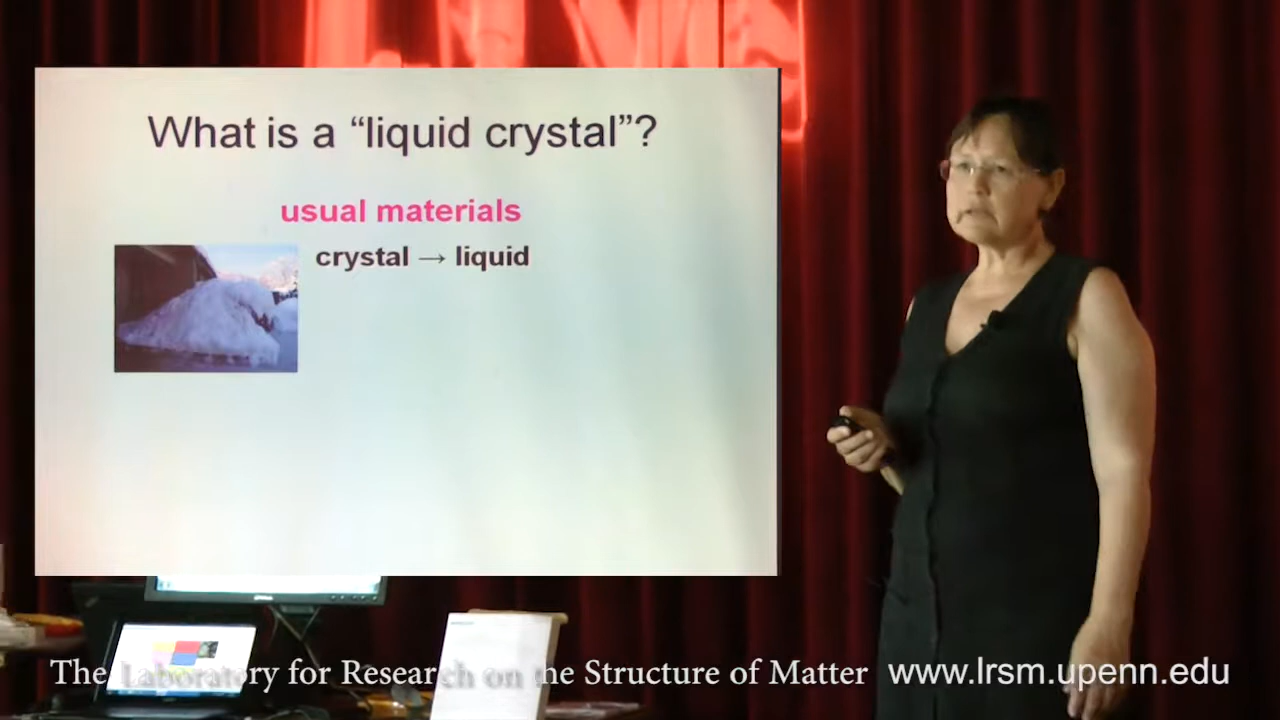 What is a “liquid crystal”?
usual materials
crystal → liquid
The Laboratory for Research on the Structure of Matter www.lrsm.upenn.edu